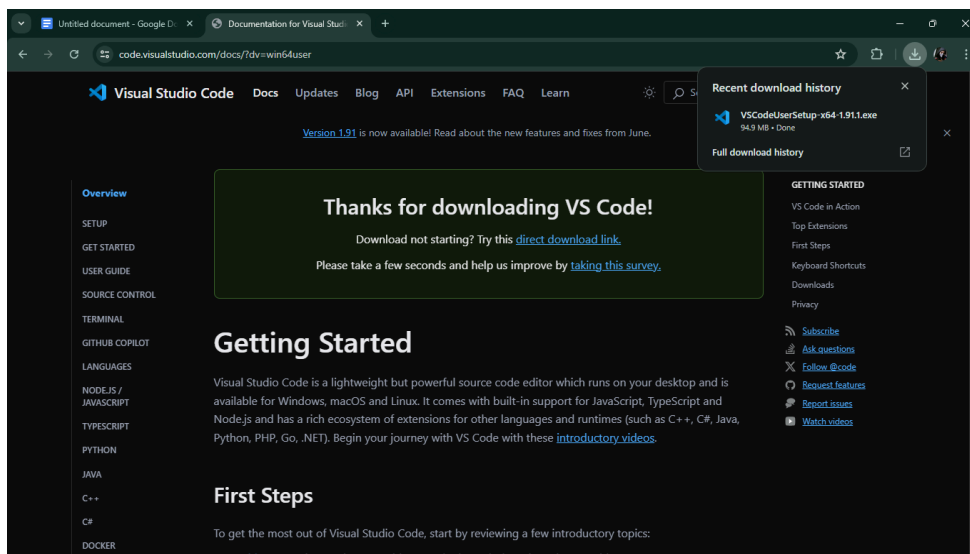 Untitled document - Google Do
Documentation for Visual Studi
code.visualstudio.com/docs/?dv=win64user
Visual Studio Code
Docs
Updates
Blog
API
Extensions
FAQ
Learn
Recent download history
VSCodeUserSetup-x64-1.91.1.exe
94.9 MB • Done
Full download history
Version 1.91 is now available! Read about the new features and fixes from June.
Overview
SETUP
GET STARTED
USER GUIDE
SOURCE CONTROL
TERMINAL
GITHUB COPILOT
LANGUAGES
NODE.JS /
JAVASCRIPT
TYPESCRIPT
PYTHON
JAVA
C++
C#
DOCKER
Thanks for downloading VS Code!
Download not starting? Try this direct download link.
Please take a few seconds and help us improve by taking this survey.
Getting Started
Visual Studio Code is a lightweight but powerful source code editor which runs on your desktop and is
available for Windows, macOS and Linux. It comes with built-in support for JavaScript, TypeScript and
Node.js and has a rich ecosystem of extensions for other languages and runtimes (such as C++, C#, Java,
Python, PHP, Go, .NET). Begin your journey with VS Code with these introductory videos.
First Steps
To get the most out of Visual Studio Code, start by reviewing a few introductory topics:
GETTING STARTED
VS Code in Action
Top Extensions
First Steps
Keyboard Shortcuts
Downloads
Privacy
Subscribe
Ask questions
Follow @code
Request features
Report issues
Watch videos